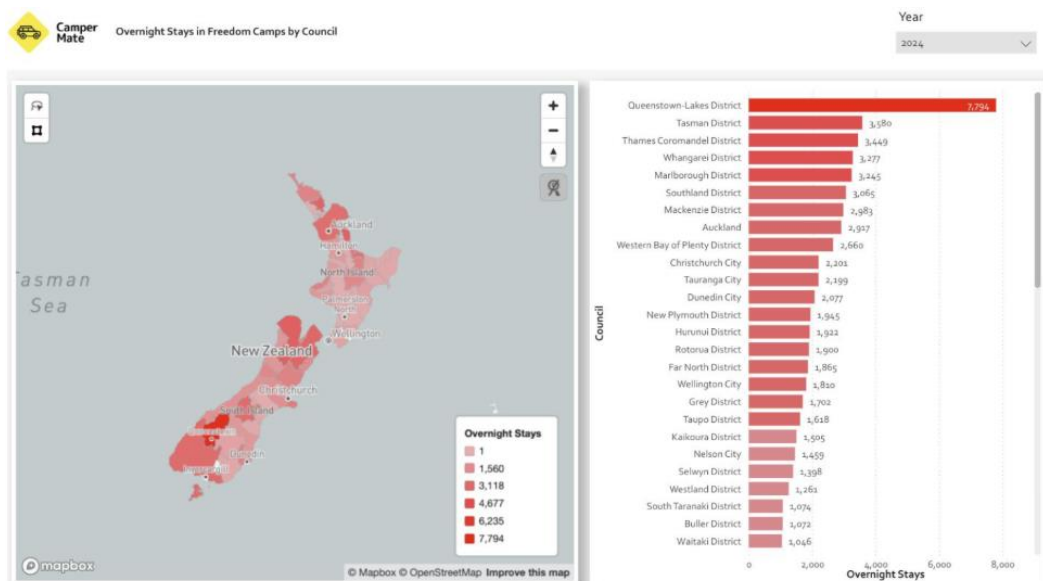 Camper
Mate
Overnight Stays in Freedom Camps by Council
Year
2024
Tasman
Sea
Auckland
Hamilton
North Island
Palmerston
North
Wellington
New Zealand
Christchurch
South Island
Dunedin
Invercargill
Overnight Stays
1
1,560
3,118
4,677
6,235
7,794
mapbox
© Mapbox © OpenStreetMap Improve this map
Council
Queenstown-Lakes District 7,794
Tasman District 3,580
Thames Coromandel District 3,449
Whangarei District 3,277
Marlborough District 3,245
Southland District 3,065
Mackenzie District 2,983
Auckland 2,917
Western Bay of Plenty District 2,660
Christchurch City 2,201
Tauranga City 2,199
Dunedin City 2,077
New Plymouth District 1,945
Hurunui District 1,922
Rotorua District 1,900
Far North District 1,865
Wellington City 1,810
Grey District 1,702
Taupo District 1,618
Kaikoura District 1,505
Nelson City 1,459
Selwyn District 1,398
Westland District 1,261
South Taranaki District 1,074
Buller District 1,072
Waitaki District 1,046
0 2,000 4,000 6,000 8,000
Overnight Stays